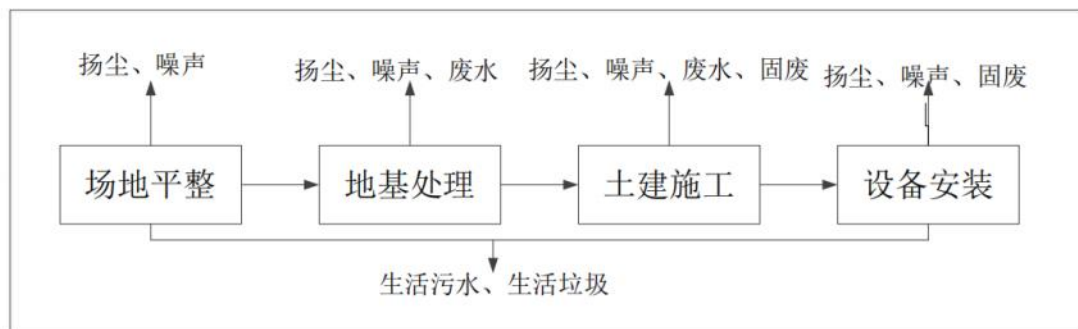 扬尘、噪声
扬尘、噪声、废水
扬尘、噪声、废水、固废
扬尘、噪声、固废
场地平整
地基处理
土建施工
设备安装
生活污水、生活垃圾